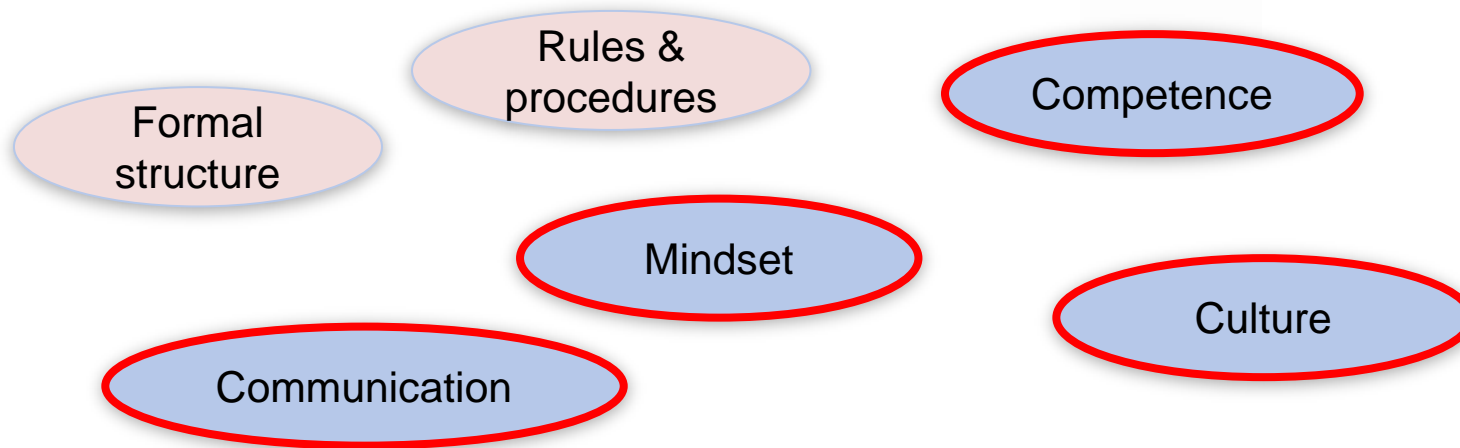 Rules &
procedures
Competence
Formal
structure
Mindset
Culture
Communication